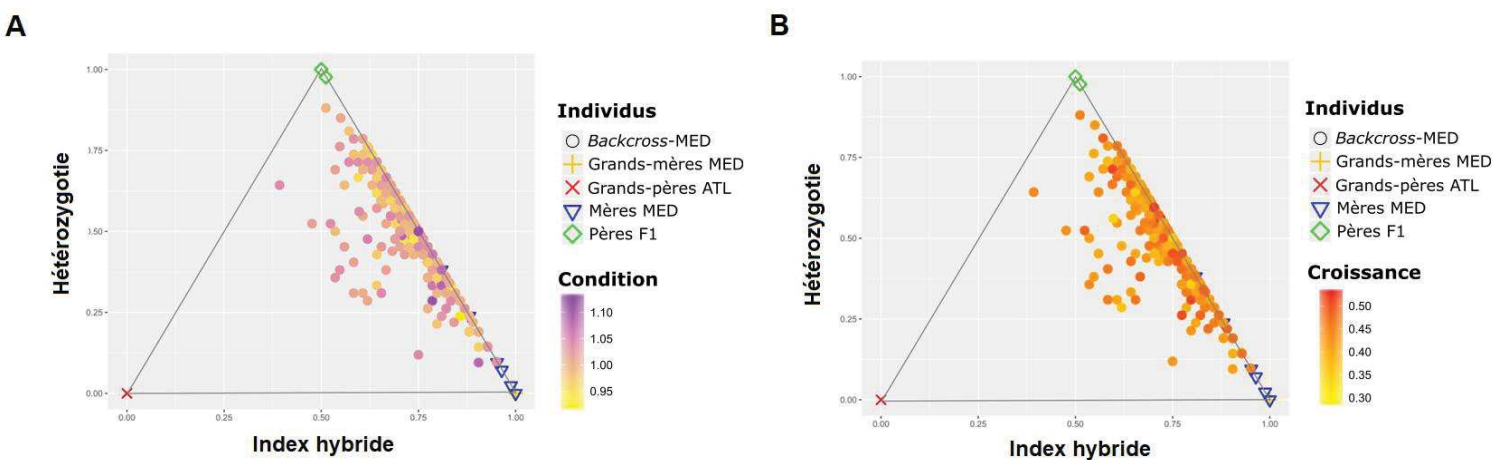 A
Hétérozygotie
1.00
0.75
0.50
0.25
0.00
0.00 0.25 0.50 0.75 1.00
Index hybride
Individus
Backcross-MED
Grands-mères MED
Grands-pères ATL
Mères MED
Pères F1
Condition
1.10
1.05
1.00
0.95
B
Hétérozygotie
1.00
0.75
0.50
0.25
0.00
0.00 0.25 0.50 0.75 1.00
Index hybride
Individus
Backcross-MED
Grands-mères MED
Grands-pères ATL
Mères MED
Pères F1
Croissance
0.50
0.45
0.40
0.35
0.30